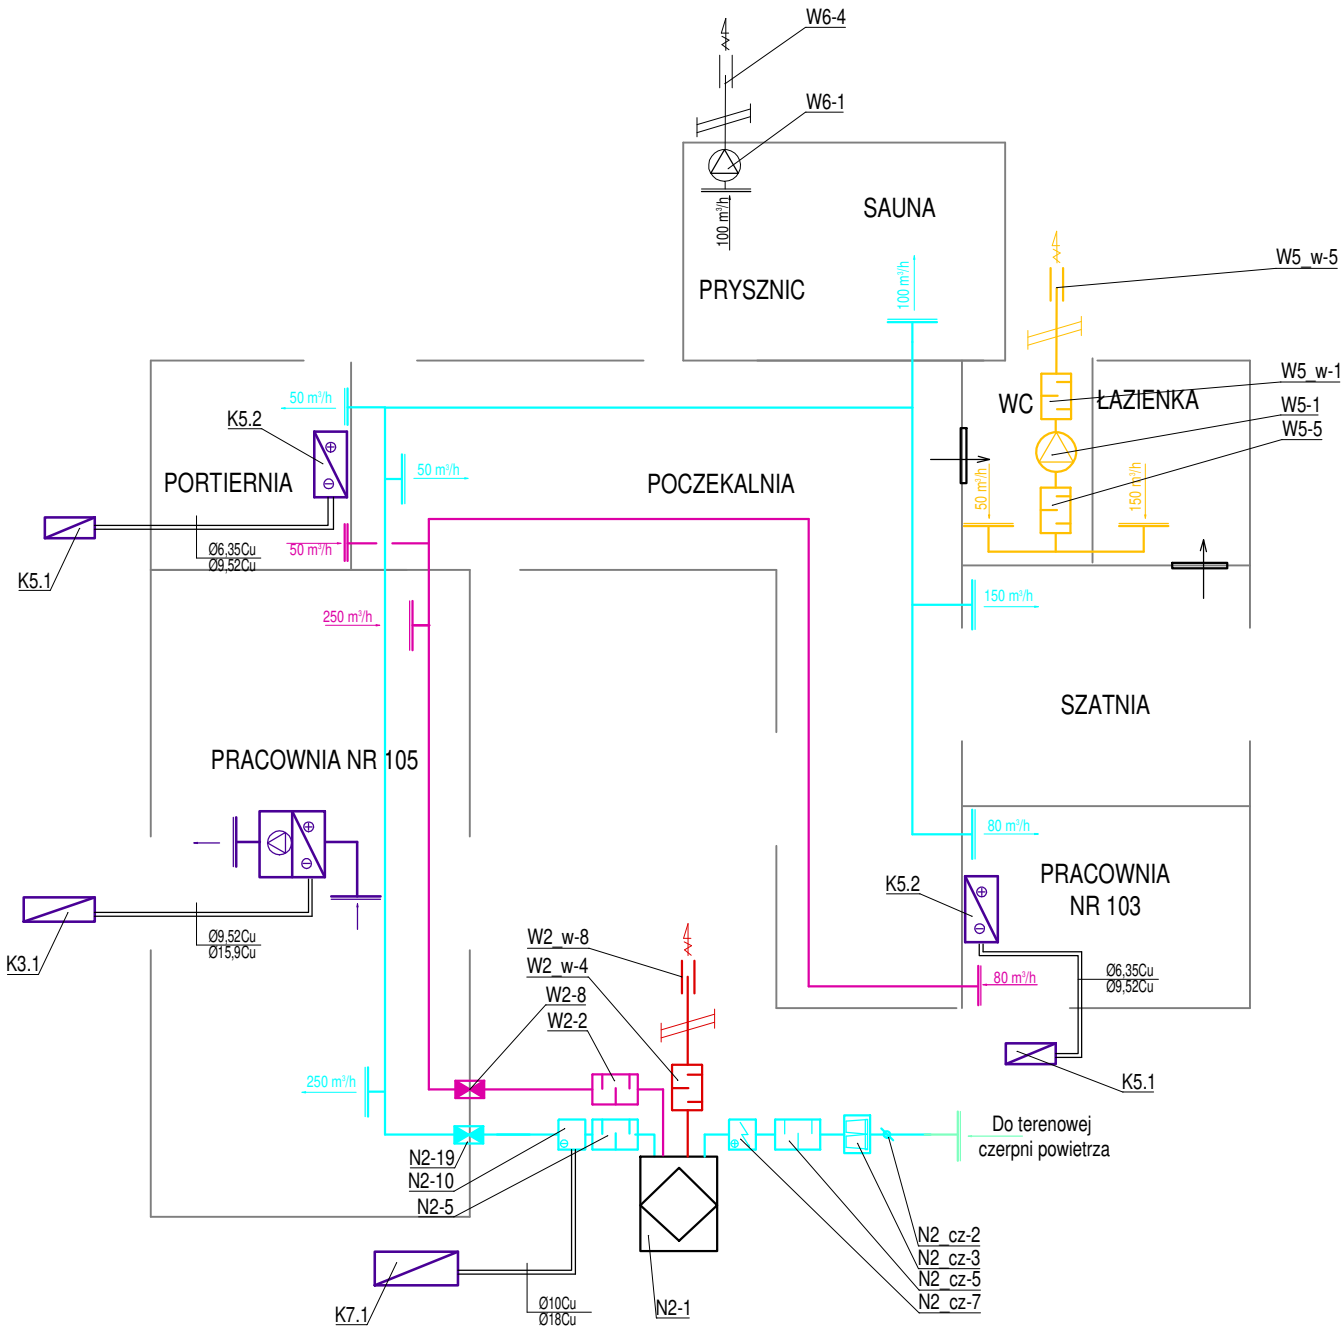 W6-4
W6-1
SAUNA
100 m³/h
PRYSZNIC
100 m³/h
W5_w-5
W5_w-1
WC
ŁAZIENKA
W5-1
W5-5
50 m³/h
150 m³/h
50 m³/h
K5.2
PORTIERNIA
50 m³/h
POCZEKALNIA
50 m³/h
Ø6,35Cu
Ø9,52Cu
K5.1
250 m³/h
150 m³/h
SZATNIA
PRACOWNIA NR 105
80 m³/h
PRACOWNIA
NR 103
K5.2
K3.1
Ø9,52Cu
Ø15,9Cu
W2_w-8
W2_w-4
W2-8
W2-2
80 m³/h
Ø6,35Cu
Ø9,52Cu
K5.1
250 m³/h
Do terenowej
czerpni powietrza
N2-19
N2-10
N2-5
N2_cz-2
N2_cz-3
N2_cz-5
N2_cz-7
K7.1
Ø10Cu
Ø18Cu
N2-1